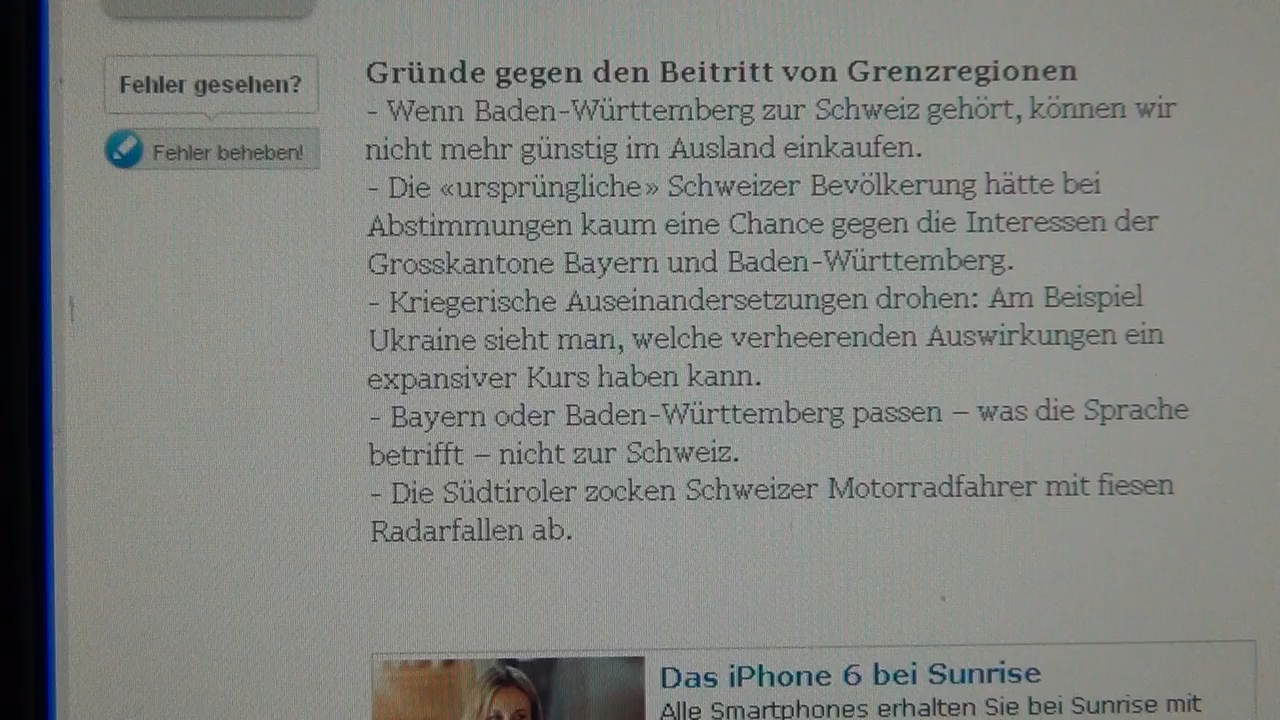 Fehler gesehen?
Fehler beheben!
Gründe gegen den Beitritt von Grenzregionen
- Wenn Baden-Württemberg zur Schweiz gehört, können wir
nicht mehr günstig im Ausland einkaufen.
- Die «ursprüngliche» Schweizer Bevölkerung hätte bei
Abstimmungen kaum eine Chance gegen die Interessen der
Grosskantone Bayern und Baden-Württemberg.
- Kriegerische Auseinandersetzungen drohen: Am Beispiel
Ukraine sieht man, welche verheerenden Auswirkungen ein
expansiver Kurs haben kann.
- Bayern oder Baden-Württemberg passen – was die Sprache
betrifft – nicht zur Schweiz.
- Die Südtiroler zocken Schweizer Motorradfahrer mit fiesen
Radarfallen ab.
Das iPhone 6 bei Sunrise
Alle Smartphones erhalten Sie bei Sunrise mit